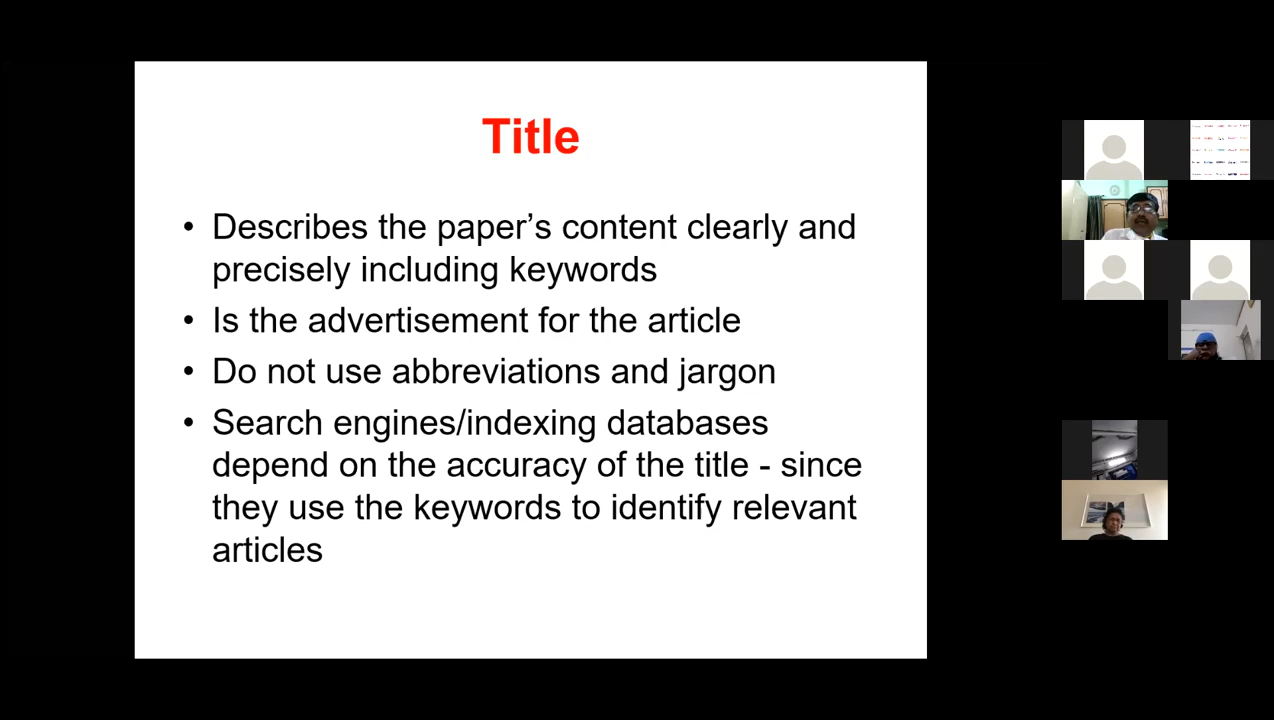 Title
• Describes the paper’s content clearly and
precisely including keywords
• Is the advertisement for the article
• Do not use abbreviations and jargon
• Search engines/indexing databases
depend on the accuracy of the title - since
they use the keywords to identify relevant
articles